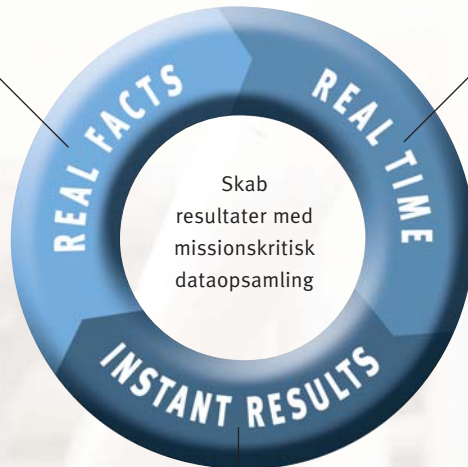 REAL FACTS
REAL TIME
Skab
resultater med
missionskritisk
dataopsamling
INSTANT RESULTS